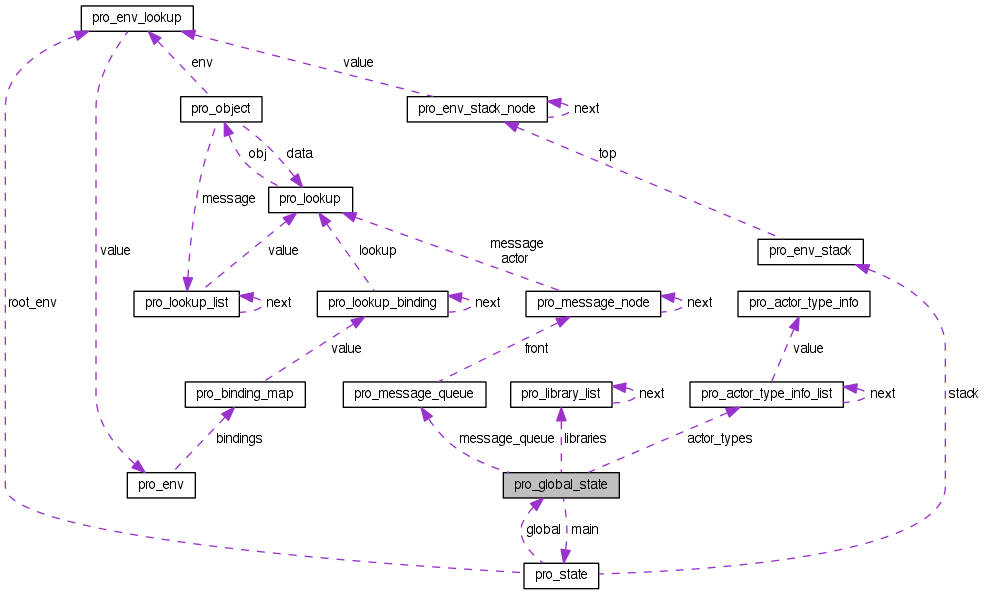 pro_env_lookup
env
value
pro_object
pro_env_stack_node
next
obj
data
top
message
pro_lookup
value
value
lookup
message
actor
pro_env_stack
root_env
pro_lookup_list
next
pro_lookup_binding
next
pro_message_node
next
pro_actor_type_info
value
front
value
pro_binding_map
pro_message_queue
pro_library_list
next
pro_actor_type_info_list
next
stack
bindings
message_queue
libraries
actor_types
pro_env
pro_global_state
global
main
pro_state